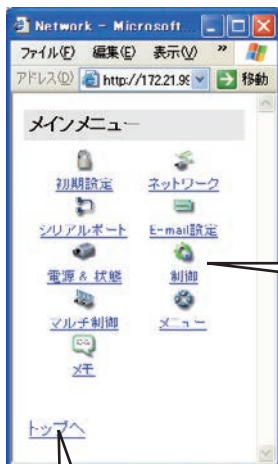 Network - Microsoft ...
ファイル(F) 編集(E) 表示(V) »
アドレス(D) http://172.21.99 移動
メインメニュー
初期設定 ネットワーク
シリアルポート E-mail設定
電源 & 状態 制御
マルチ制御 メニュー
メモ
トップへ